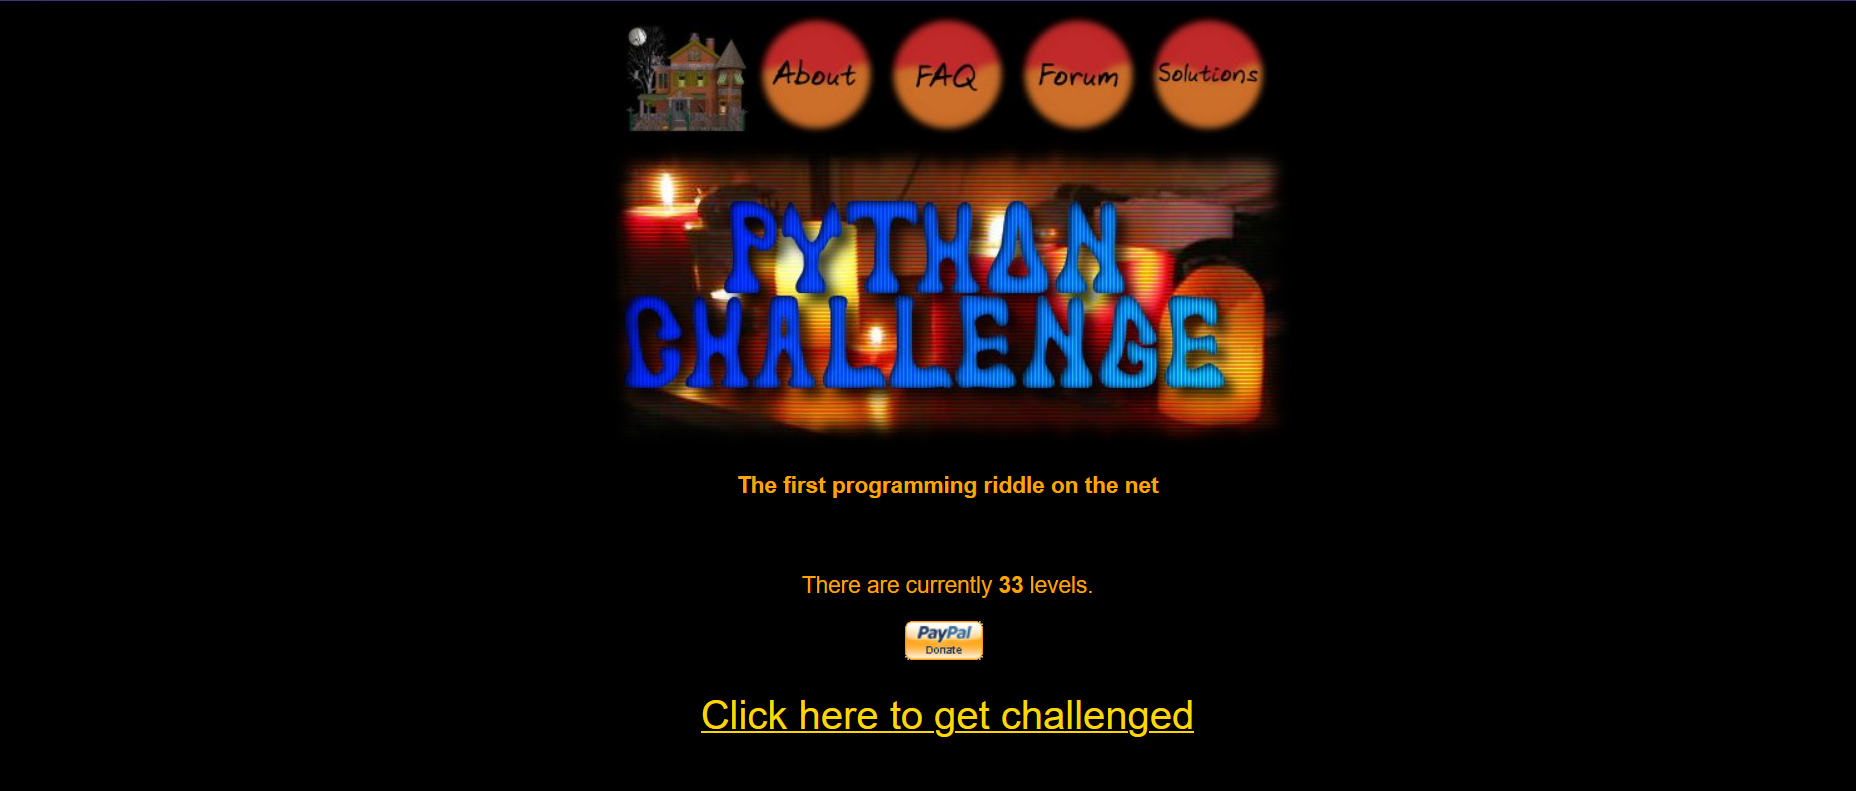 About
FAQ
Forum
Solutions
PYTHON
CHALLENGE
The first programming riddle on the net
There are currently 33 levels.
PayPal
Donate
Click here to get challenged